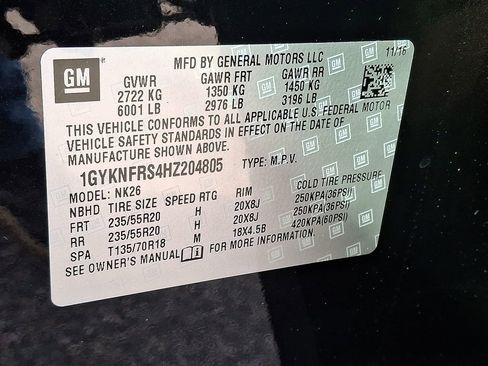 GM
MFD BY GENERAL MOTORS LLC 11/16
GVWR GAWR FRT GAWR RR
2722 KG 1350 KG 1450 KG
6001 LB 2976 LB 3196 LB
THIS VEHICLE CONFORMS TO ALL APPLICABLE U.S. FEDERAL MOTOR
VEHICLE SAFETY STANDARDS IN EFFECT ON THE DATE OF
MANUFACTURE SHOWN ABOVE.
1GYKNFRS4HZ204805 TYPE: M.P.V.
MODEL: NK26
NBHD TIRE SIZE SPEED RTG RIM COLD TIRE PRESSURE
FRT 235/55R20 H 20X8J 250KPA(36PSI)
RR 235/55R20 H 20X8J 250KPA(36PSI)
SPA T135/70R18 M 18X4.5B 420KPA(60PSI)
SEE OWNER'S MANUAL FOR MORE INFORMATION.